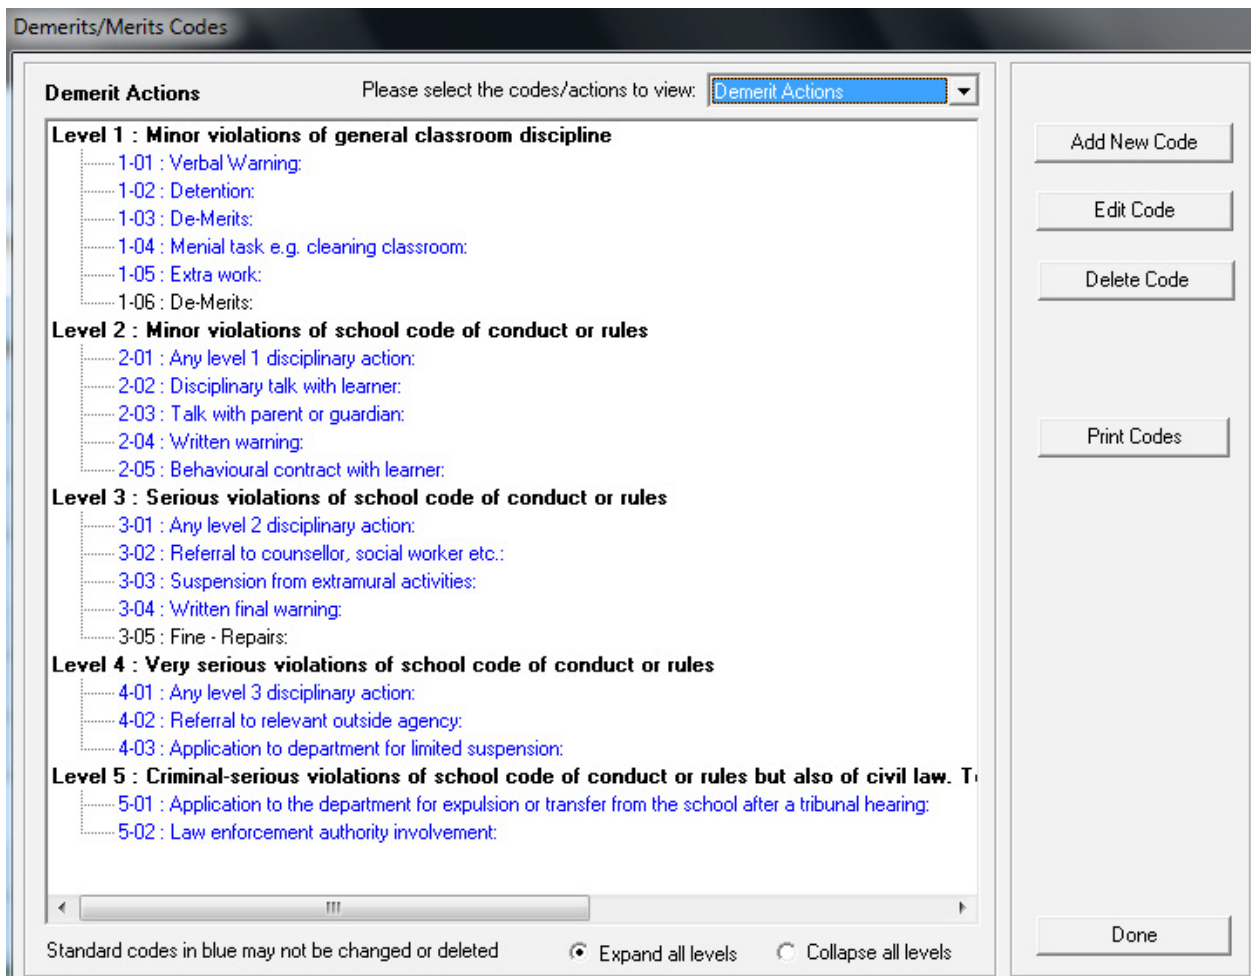 Demerits/Merits Codes
Demerit Actions Please select the codes/actions to view: Demerit Actions
Level 1 : Minor violations of general classroom discipline
1-01 : Verbal Warning:
1-02 : Detention:
1-03 : De-Merits:
1-04 : Menial task e.g. cleaning classroom:
1-05 : Extra work:
1-06 : De-Merits:
Level 2 : Minor violations of school code of conduct or rules
2-01 : Any level 1 disciplinary action:
2-02 : Disciplinary talk with learner:
2-03 : Talk with parent or guardian:
2-04 : Written warning:
2-05 : Behavioural contract with learner:
Level 3 : Serious violations of school code of conduct or rules
3-01 : Any level 2 disciplinary action:
3-02 : Referral to counsellor, social worker etc.:
3-03 : Suspension from extramural activities:
3-04 : Written final warning:
3-05 : Fine - Repairs:
Level 4 : Very serious violations of school code of conduct or rules
4-01 : Any level 3 disciplinary action:
4-02 : Referral to relevant outside agency:
4-03 : Application to department for limited suspension:
Level 5 : Criminal-serious violations of school code of conduct or rules but also of civil law.
5-01 : Application to the department for expulsion or transfer from the school after a tribunal hearing:
5-02 : Law enforcement authority involvement:
Standard codes in blue may not be changed or deleted Expand all levels Collapse all levels
Add New Code
Edit Code
Delete Code
Print Codes
Done